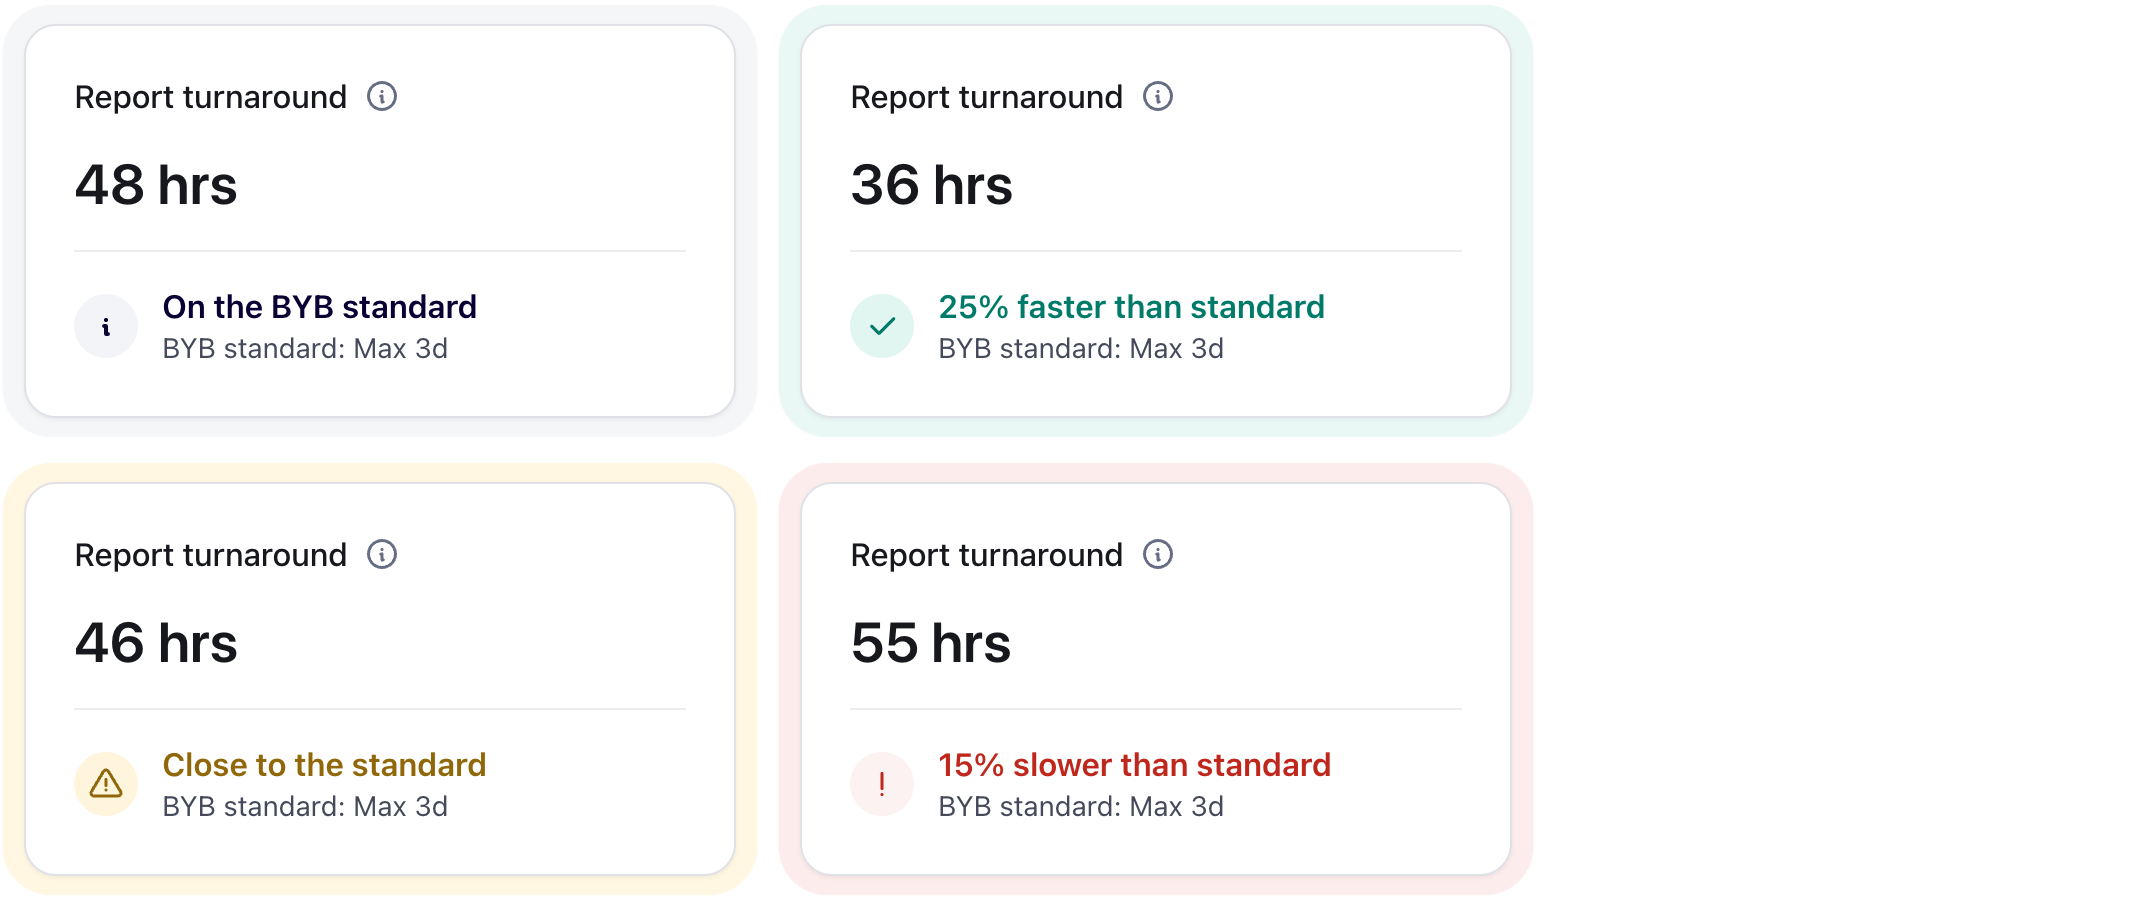 Report turnaround
48 hrs
On the BYB standard
BYB standard: Max 3d
Report turnaround
36 hrs
25% faster than standard
BYB standard: Max 3d
Report turnaround
46 hrs
Close to the standard
BYB standard: Max 3d
Report turnaround
55 hrs
15% slower than standard
BYB standard: Max 3d